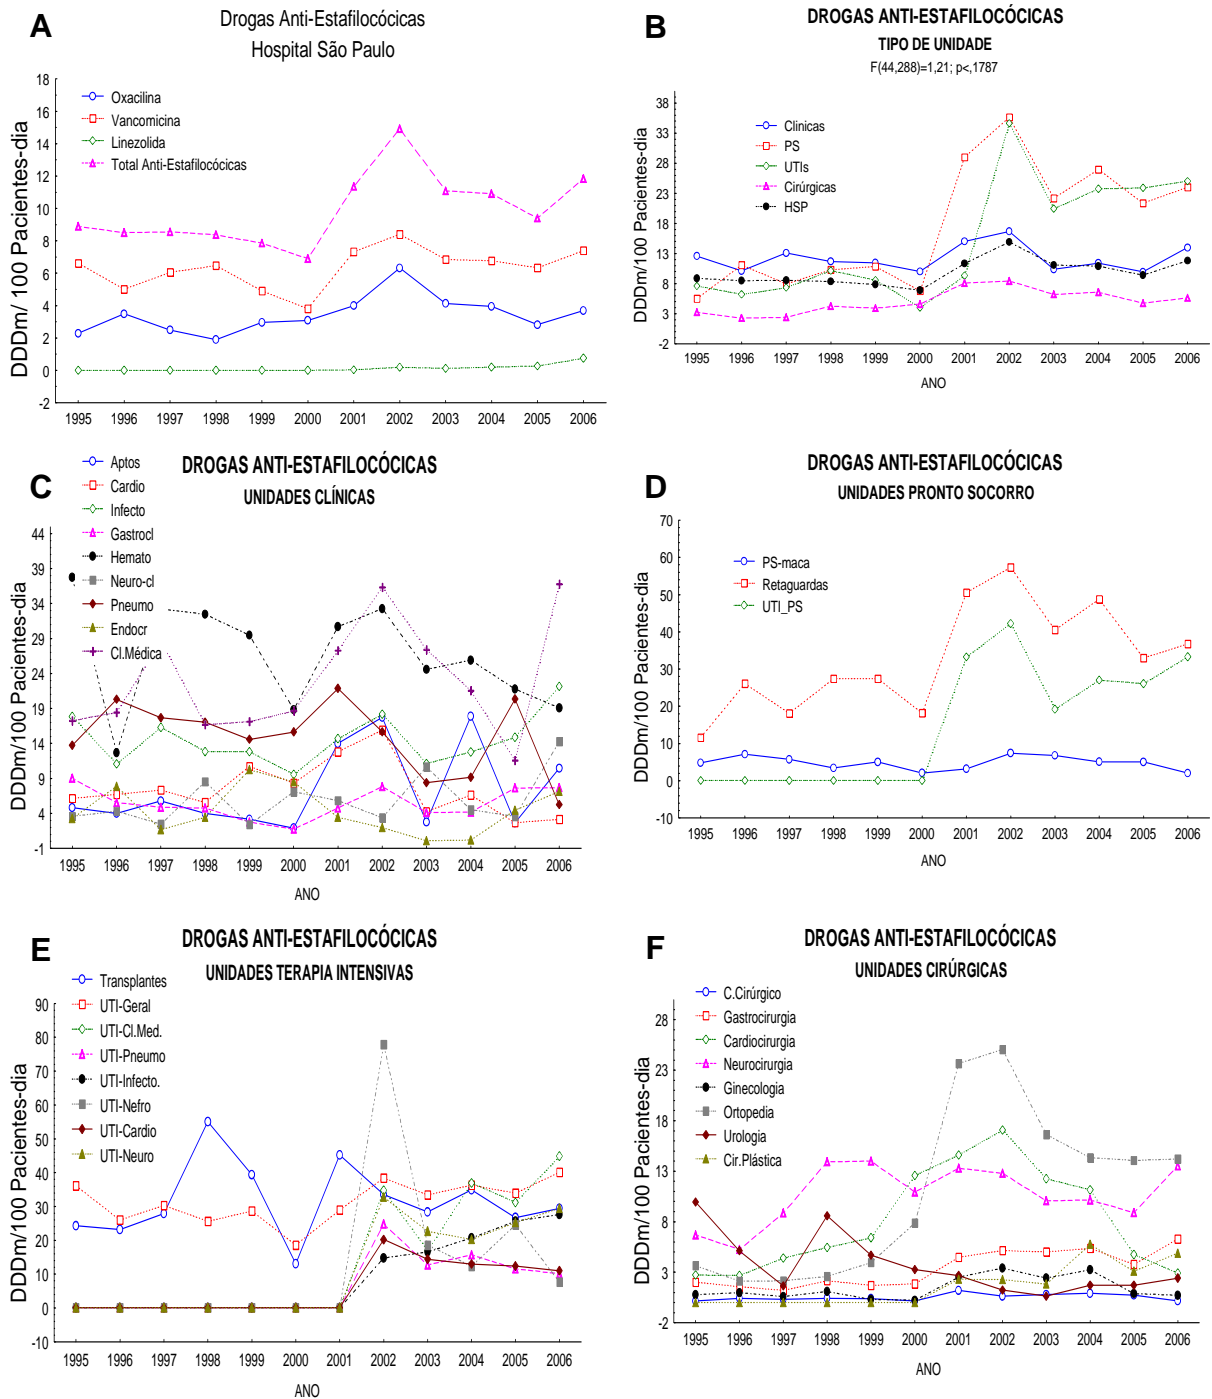 A
Drogas Anti-Estafilocócicas
Hospital São Paulo
DDDm/ 100 Pacientes-dia
18
16
14
12
10
8
6
4
2
0
-2
Oxacilina
Vancomicina
Linezolida
Total Anti-Estafilocócicas
1995 1996 1997 1998 1999 2000 2001 2002 2003 2004 2005 2006
B
DROGAS ANTI-ESTAFILOCÓCICAS
TIPO DE UNIDADE
F(44,288)=1,21; p<,1787
DDDm/100 Pacientes-dia
38
33
28
23
18
13
8
3
-2
Clinicas
PS
UTIs
Cirúrgicas
HSP
1995 1996 1997 1998 1999 2000 2001 2002 2003 2004 2005 2006
ANO
C
DROGAS ANTI-ESTAFILOCÓCICAS
UNIDADES CLÍNICAS
Aptos
Cardio
Infecto
Gastrocl
Hemato
Neuro-cl
Pneumo
Endocr
Cl.Médica
DDDm/100 Pacientes-dia
44
39
34
29
24
19
14
9
4
-1
1995 1996 1997 1998 1999 2000 2001 2002 2003 2004 2005 2006
ANO
D
DROGAS ANTI-ESTAFILOCÓCICAS
UNIDADES PRONTO SOCORRO
DDDm/100 Pacientes-dia
70
60
50
40
30
20
10
0
-10
PS-maca
Retaguardas
UTI_PS
1995 1996 1997 1998 1999 2000 2001 2002 2003 2004 2005 2006
ANO
E
DROGAS ANTI-ESTAFILOCÓCICAS
UNIDADES TERAPIA INTENSIVAS
Transplantes
UTI-Geral
UTI-Cl.Med.
UTI-Pneumo
UTI-Infecto.
UTI-Nefro
UTI-Cardio
UTI-Neuro
DDDm/100 Pacientes-dia
90
80
70
60
50
40
30
20
10
0
-10
1995 1996 1997 1998 1999 2000 2001 2002 2003 2004 2005 2006
ANO
F
DROGAS ANTI-ESTAFILOCÓCICAS
UNIDADES CIRÚRGICAS
C.Cirúrgico
Gastrocirurgia
Cardiocirurgia
Neurocirurgia
Ginecologia
Ortopedia
Urologia
Cir.Plástica
DDDm/100 Pacientes-dia
28
23
18
13
8
3
-2
1995 1996 1997 1998 1999 2000 2001 2002 2003 2004 2005 2006
ANO